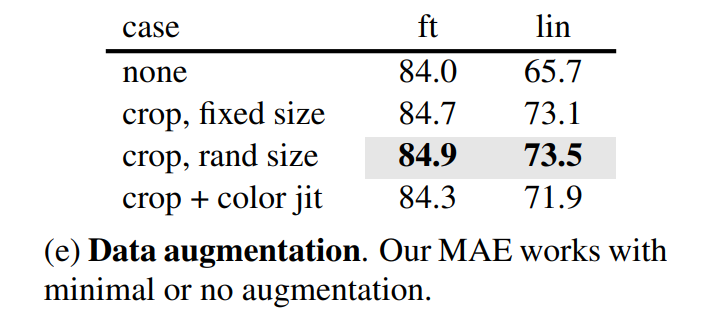 case ft lin
none 84.0 65.7
crop, fixed size 84.7 73.1
crop, rand size 84.9 73.5
crop + color jit 84.3 71.9
(e) Data augmentation. Our MAE works with
minimal or no augmentation.